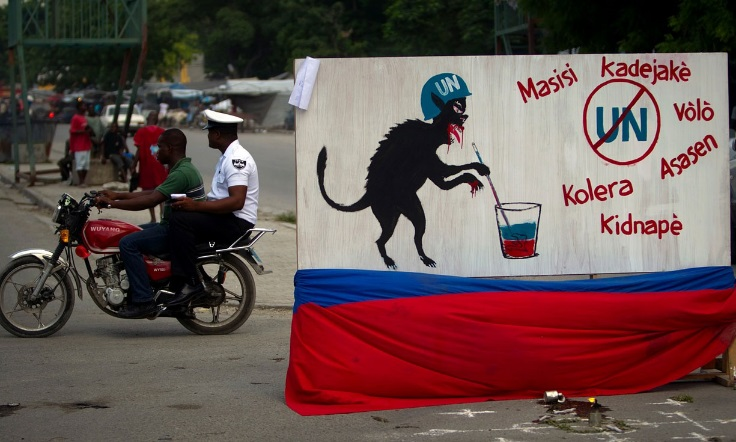 UN
Masisi
Kadejakè
UN
Vòlò
Asasen
Kolera
Kidnapè
WUYANG